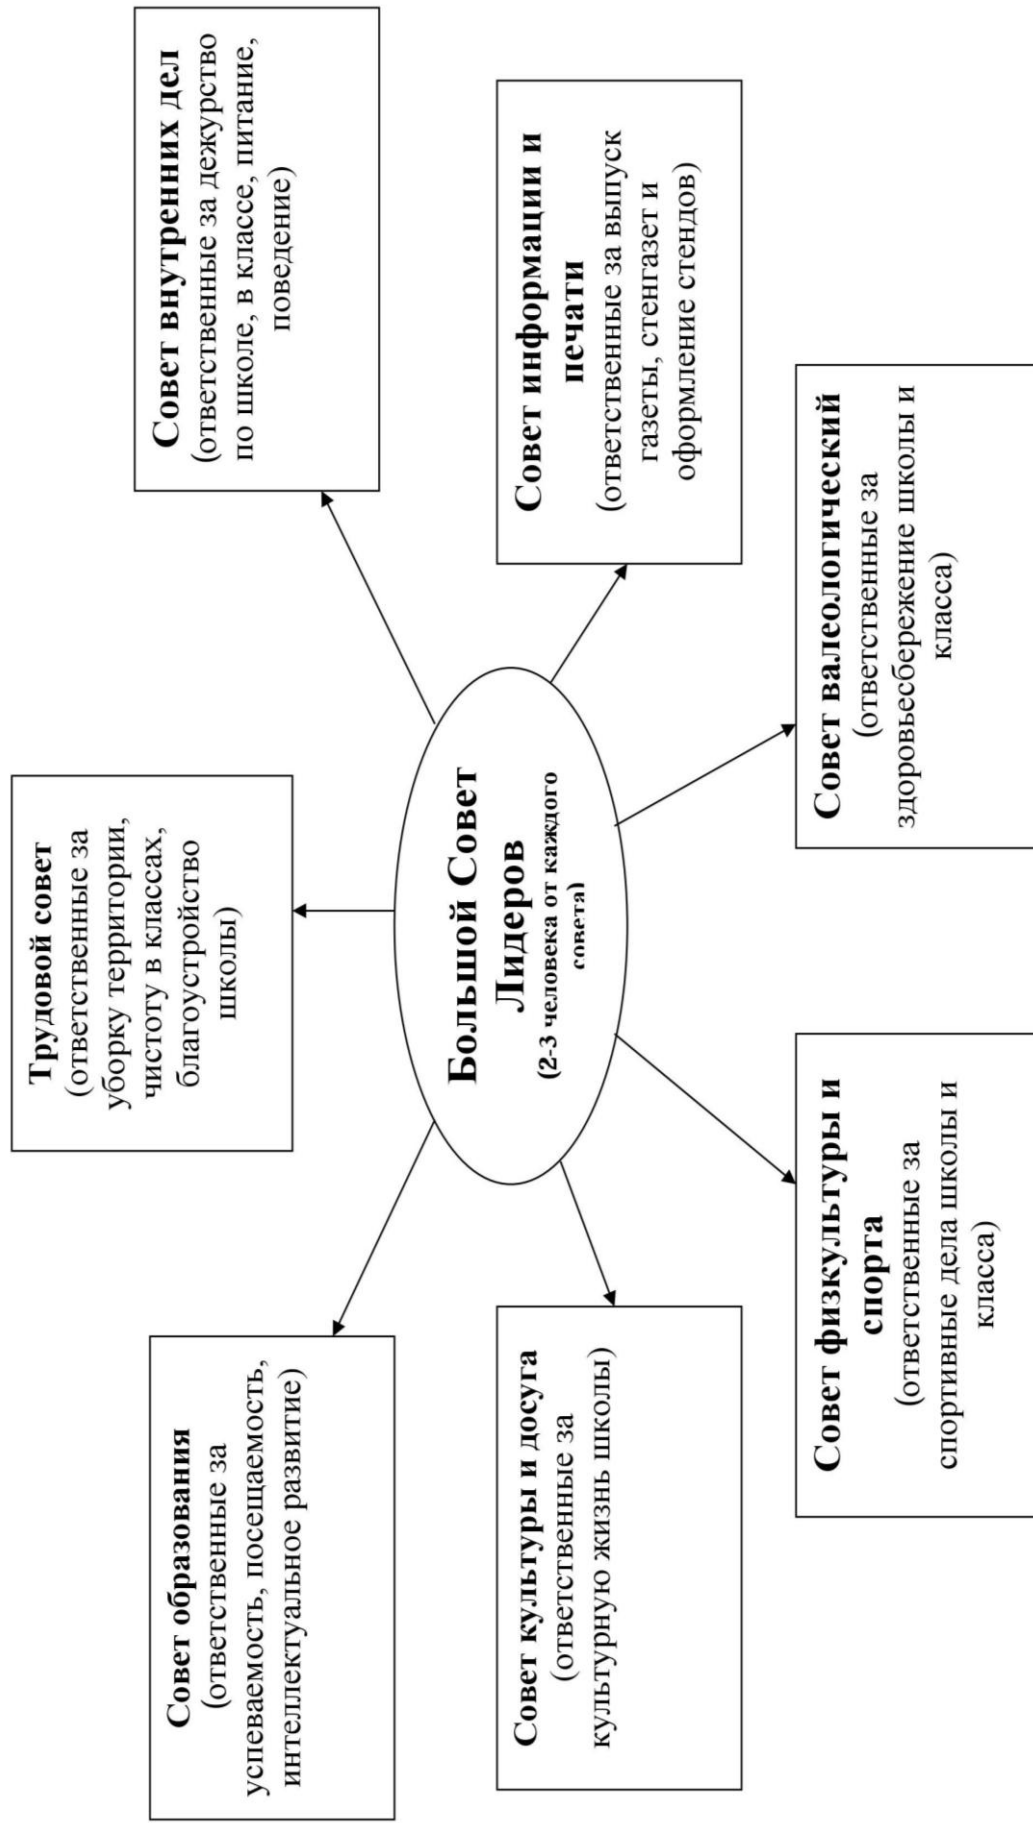 Трудовой совет
(ответственные за
уборку территории,
чистоту в классах,
благоустройство
школы)
Совет образования
(ответственные за
успеваемость, посещаемость,
интеллектуальное развитие)
Совет внутренних дел
(ответственные за дежурство
по школе, в классе, питание,
поведение)
Большой Совет
Лидеров
(2-3 человека от каждого
совета)
Совет культуры и досуга
(ответственные за
культурную жизнь школы)
Совет информации и
печати
(ответственные за выпуск
газеты, стенгазет и
оформление стендов)
Совет физкультуры и
спорта
(ответственные за
спортивные дела школы и
класса)
Совет валеологический
(ответственные за
здоровьесбережение школы и
класса)